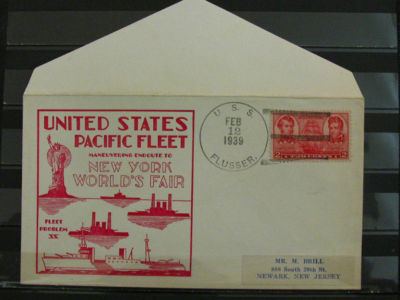 UNITED STATES
PACIFIC FLEET
MANEUVERING ENROUTE TO
NEW YORK
WORLD'S FAIR
FLEET
PROBLEM
XX
U. S. S.
FEB
12
1939
FLUSSER.
MR. M. BRILL
South 20th St,
NEWARK, NEW JERSEY